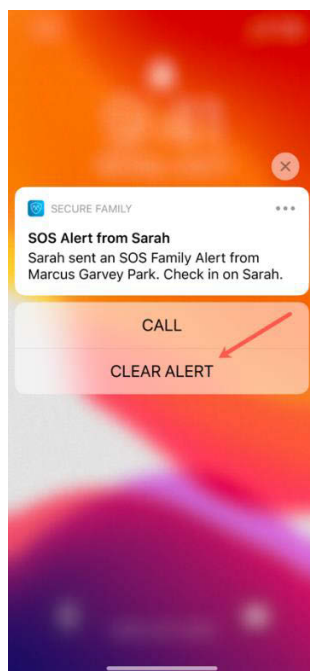 SECURE FAMILY
SOS Alert from Sarah
Sarah sent an SOS Family Alert from
Marcus Garvey Park. Check in on Sarah.
CALL
CLEAR ALERT